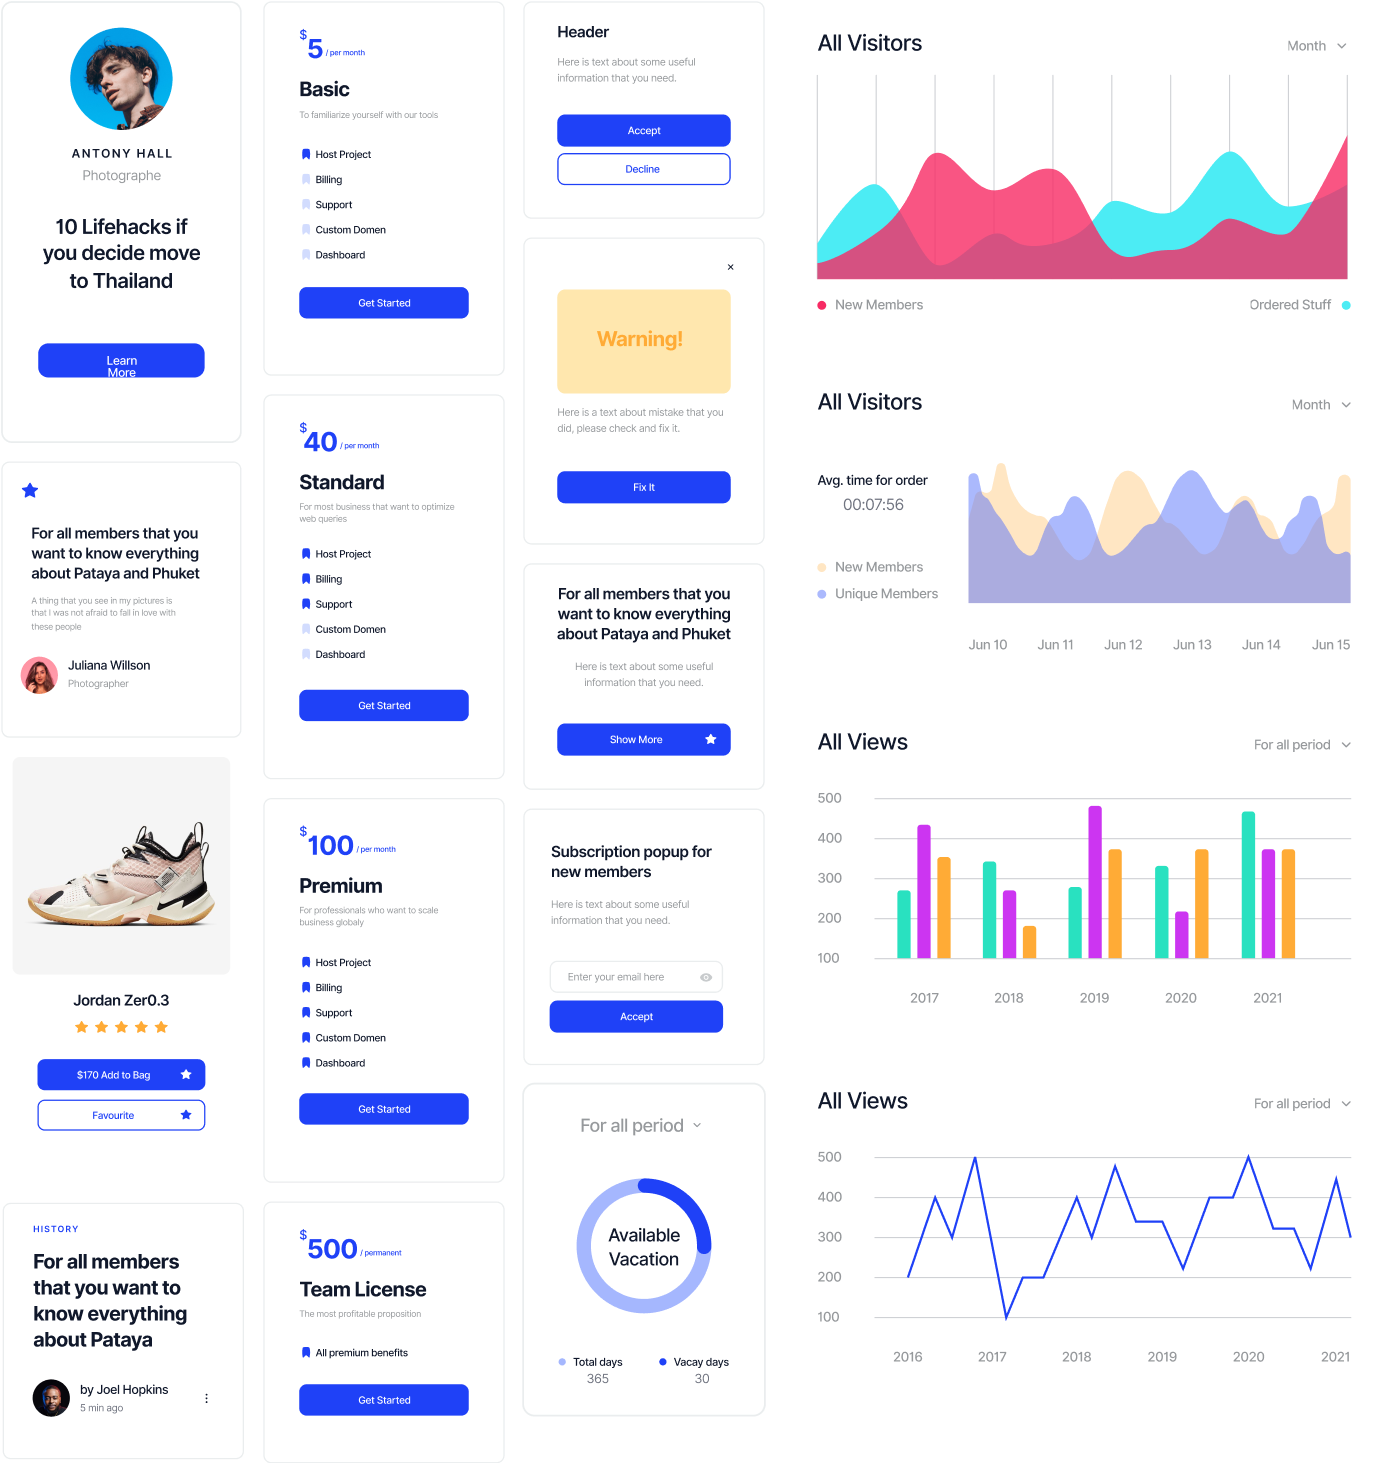 ANTONY HALL
Photographe
10 Lifehacks if
you decide move
to Thailand
Learn
More
For all members that you
want to know everything
about Pataya and Phuket
A thing that you see in my pictures is
that I was not afraid to fall in love with
these people
Juliana Willson
Photographer
Jordan Zer0.3
$170 Add to Bag
Favourite
HISTORY
For all members
that you want to
know everything
about Pataya
by Joel Hopkins
5 min ago
$5 / per month
Basic
To familiarize yourself with our tools
Host Project
Billing
Support
Custom Domen
Dashboard
Get Started
$40 / per month
Standard
For most business that want to optimize
web queries
Host Project
Billing
Support
Custom Domen
Dashboard
Get Started
$100 / per month
Premium
For professionals who want to scale
business globaly
Host Project
Billing
Support
Custom Domen
Dashboard
Get Started
$500 / permanent
Team License
The most profitable proposition
All premium benefits
Get Started
Header
Here is text about some useful
information that you need.
Accept
Decline
Warning!
Here is a text about mistake that you
did, please check and fix it.
Fix It
For all members that you
want to know everything
about Pataya and Phuket
Here is text about some useful
information that you need.
Show More
Subscription popup for
new members
Here is text about some useful
information that you need.
Enter your email here
Accept
For all period
Available
Vacation
Total days
365
Vacay days
30
All Visitors
Month
New Members
Ordered Stuff
All Visitors
Month
Avg. time for order
00:07:56
New Members
Unique Members
Jun 10 Jun 11 Jun 12 Jun 13 Jun 14 Jun 15
All Views
For all period
500
400
300
200
100
2017 2018 2019 2020 2021
All Views
For all period
500
400
300
200
100
2016 2017 2018 2019 2020 2021